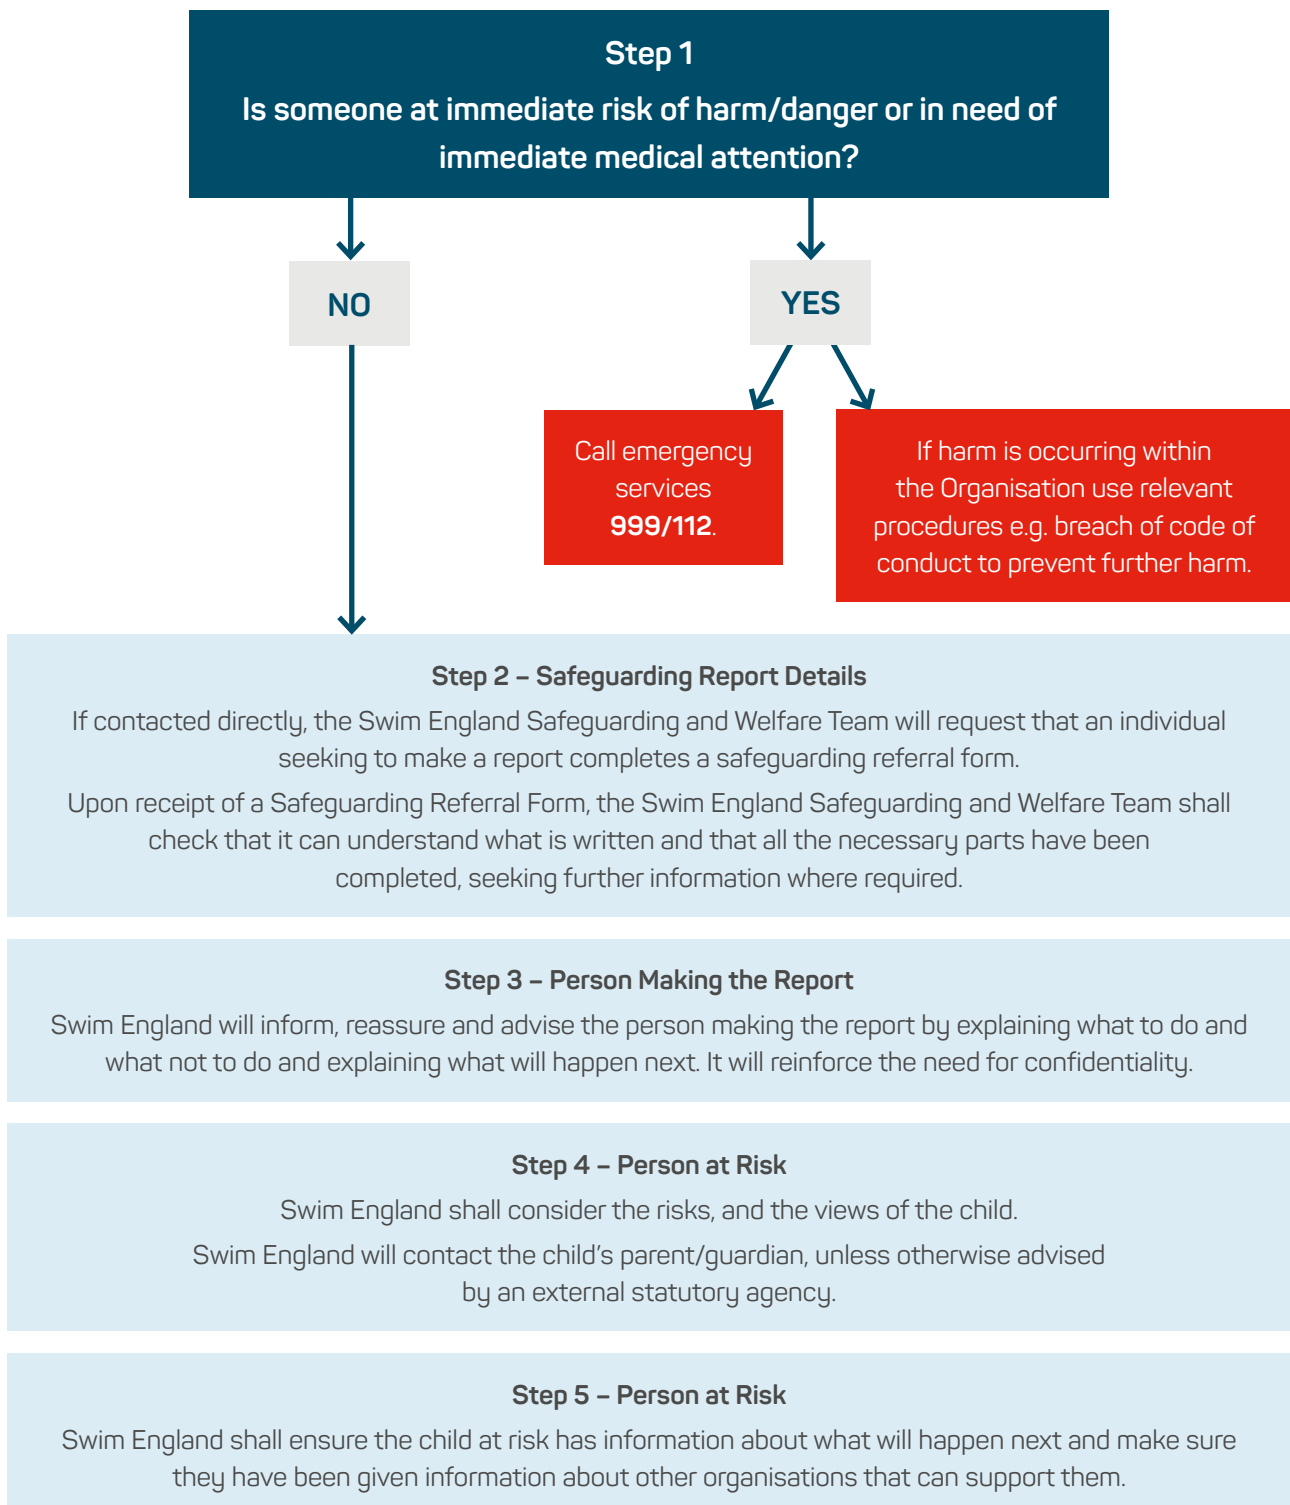 Step 1
Is someone at immediate risk of harm/danger or in need of
immediate medical attention?
NO
YES
Call emergency
services
999/112.
If harm is occurring within
the Organisation use relevant
procedures e.g. breach of code of
conduct to prevent further harm.
Step 2 – Safeguarding Report Details
If contacted directly, the Swim England Safeguarding and Welfare Team will request that an individual
seeking to make a report completes a safeguarding referral form.
Upon receipt of a Safeguarding Referral Form, the Swim England Safeguarding and Welfare Team shall
check that it can understand what is written and that all the necessary parts have been
completed, seeking further information where required.
Step 3 – Person Making the Report
Swim England will inform, reassure and advise the person making the report by explaining what to do and
what not to do and explaining what will happen next. It will reinforce the need for confidentiality.
Step 4 – Person at Risk
Swim England shall consider the risks, and the views of the child.
Swim England will contact the child's parent/guardian, unless otherwise advised
by an external statutory agency.
Step 5 – Person at Risk
Swim England shall ensure the child at risk has information about what will happen next and make sure
they have been given information about other organisations that can support them.